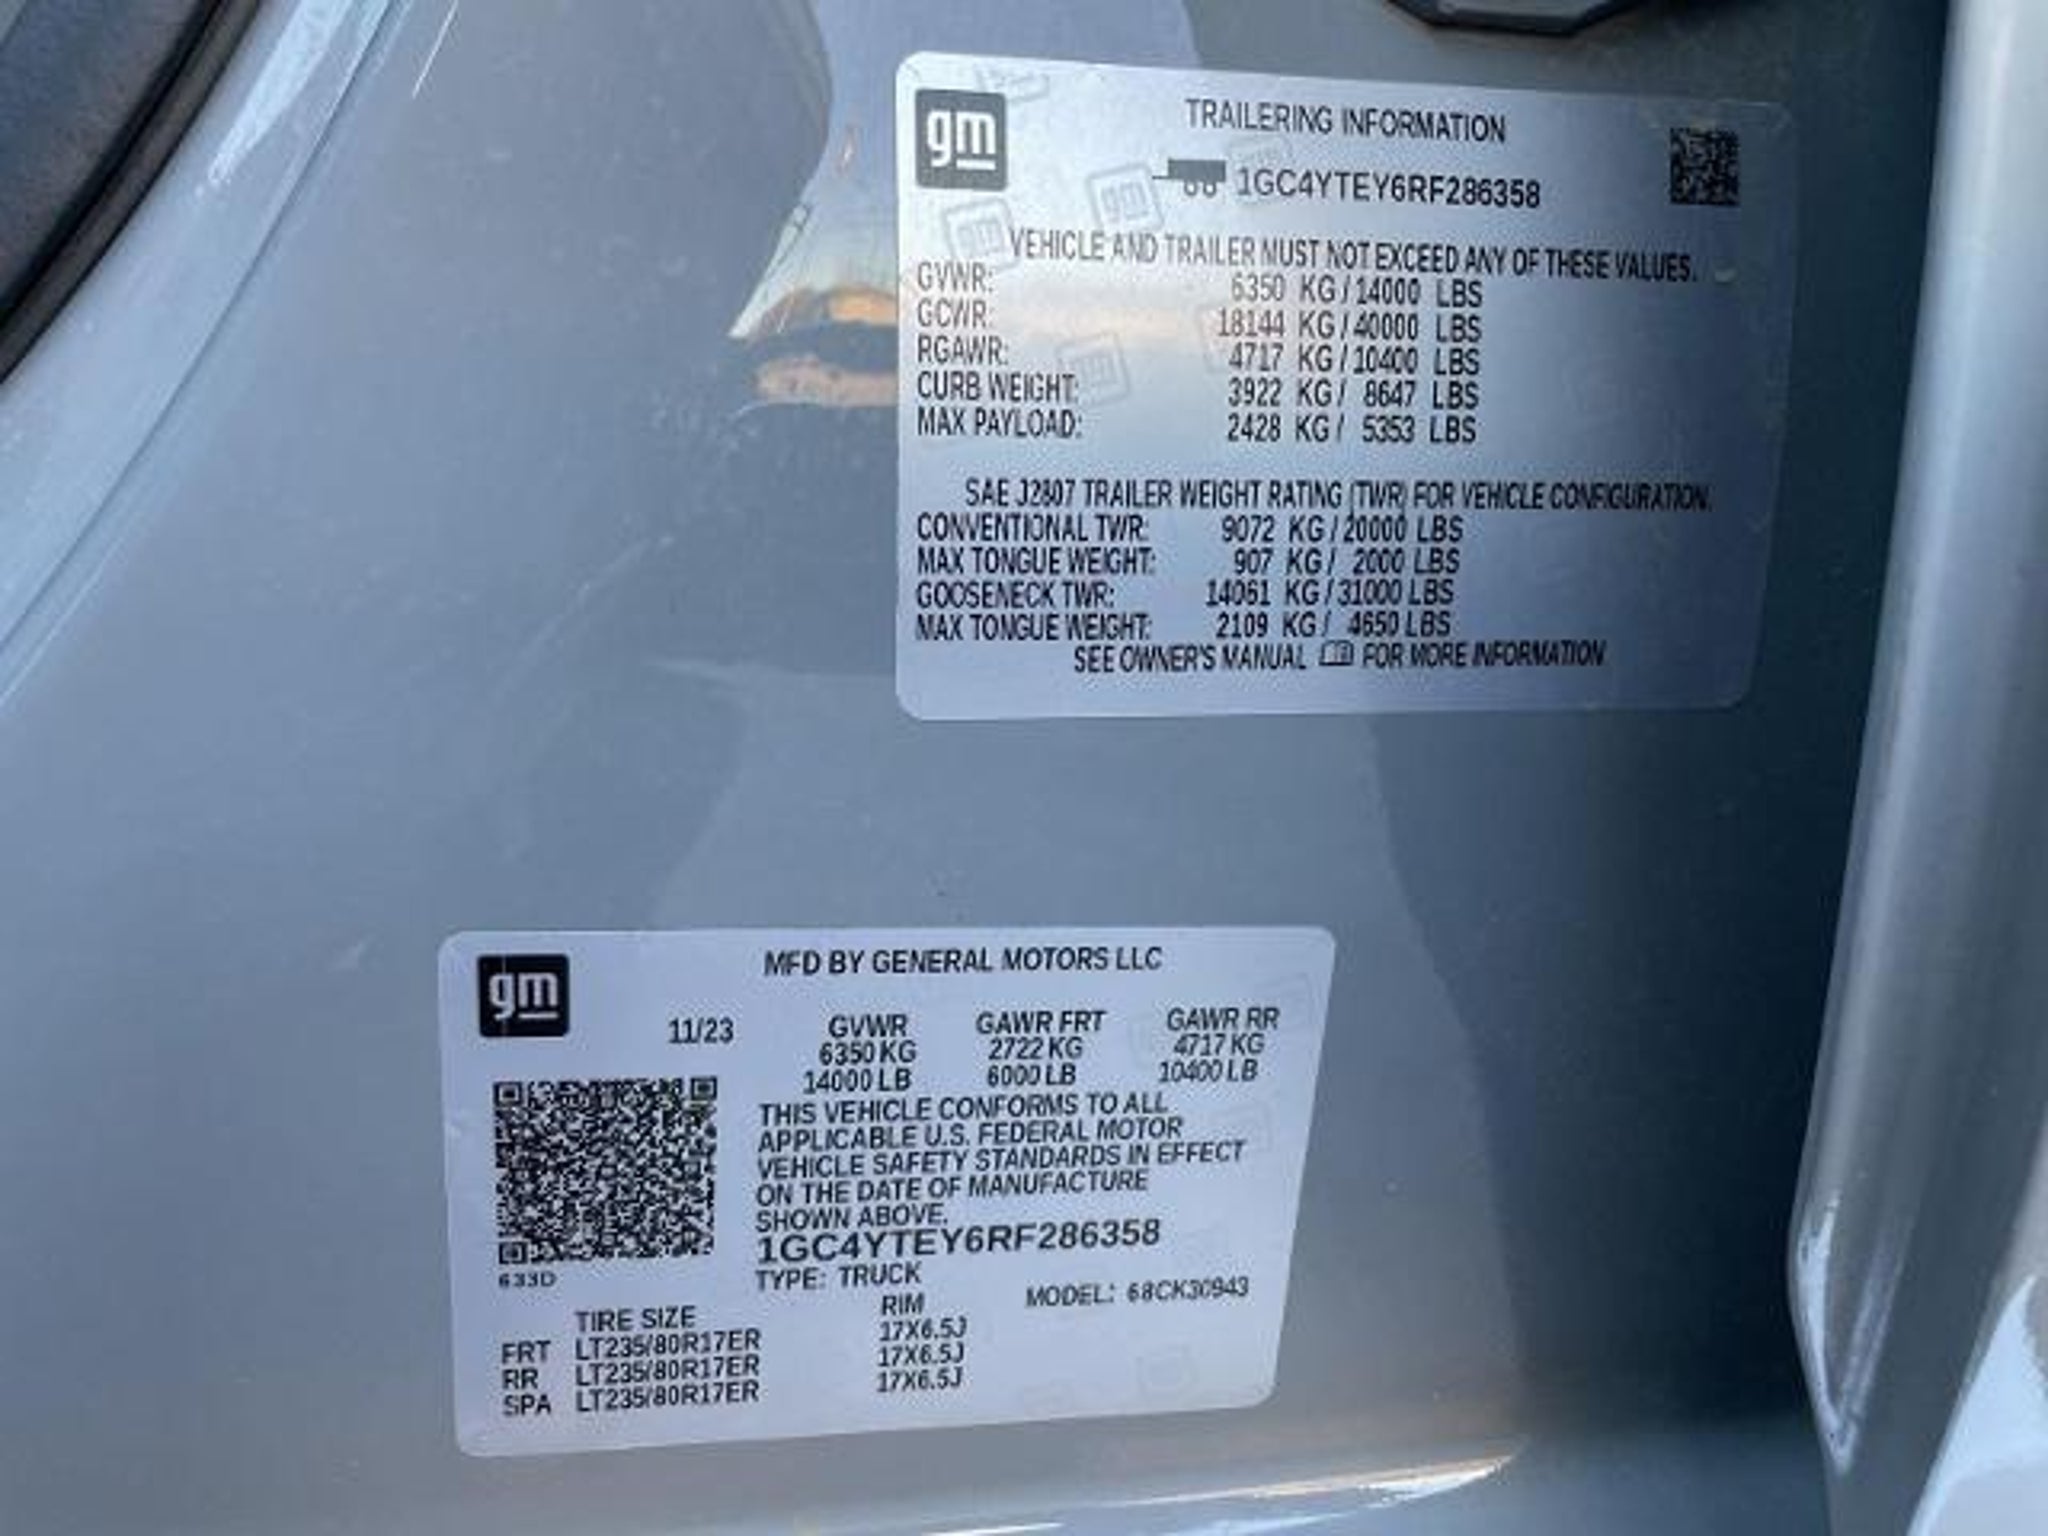 gm
TRAILERING INFORMATION
1GC4YTEY6RF286358
VEHICLE AND TRAILER MUST NOT EXCEED ANY OF THESE VALUES.
GVWR: 6350 KG / 14000 LBS
GCWR: 18144 KG / 40000 LBS
RGAWR: 4717 KG / 10400 LBS
CURB WEIGHT: 3922 KG / 8647 LBS
MAX PAYLOAD: 2428 KG / 5353 LBS
SAE J2807 TRAILER WEIGHT RATING (TWR) FOR VEHICLE CONFIGURATION.
CONVENTIONAL TWR: 9072 KG / 20000 LBS
MAX TONGUE WEIGHT: 907 KG / 2000 LBS
GOOSENECK TWR: 14061 KG / 31000 LBS
MAX TONGUE WEIGHT: 2109 KG / 4650 LBS
SEE OWNER'S MANUAL FOR MORE INFORMATION
gm
MFD BY GENERAL MOTORS LLC
11/23 GVWR GAWR FRT GAWR RR
6350 KG 2722 KG 4717 KG
14000 LB 6000 LB 10400 LB
THIS VEHICLE CONFORMS TO ALL
APPLICABLE U.S. FEDERAL MOTOR
VEHICLE SAFETY STANDARDS IN EFFECT
ON THE DATE OF MANUFACTURE
SHOWN ABOVE.
1GC4YTEY6RF286358
633D
TYPE: TRUCK MODEL: 68CK30943
TIRE SIZE RIM
FRT LT235/80R17ER 17X6.5J
RR LT235/80R17ER 17X6.5J
SPA LT235/80R17ER 17X6.5J